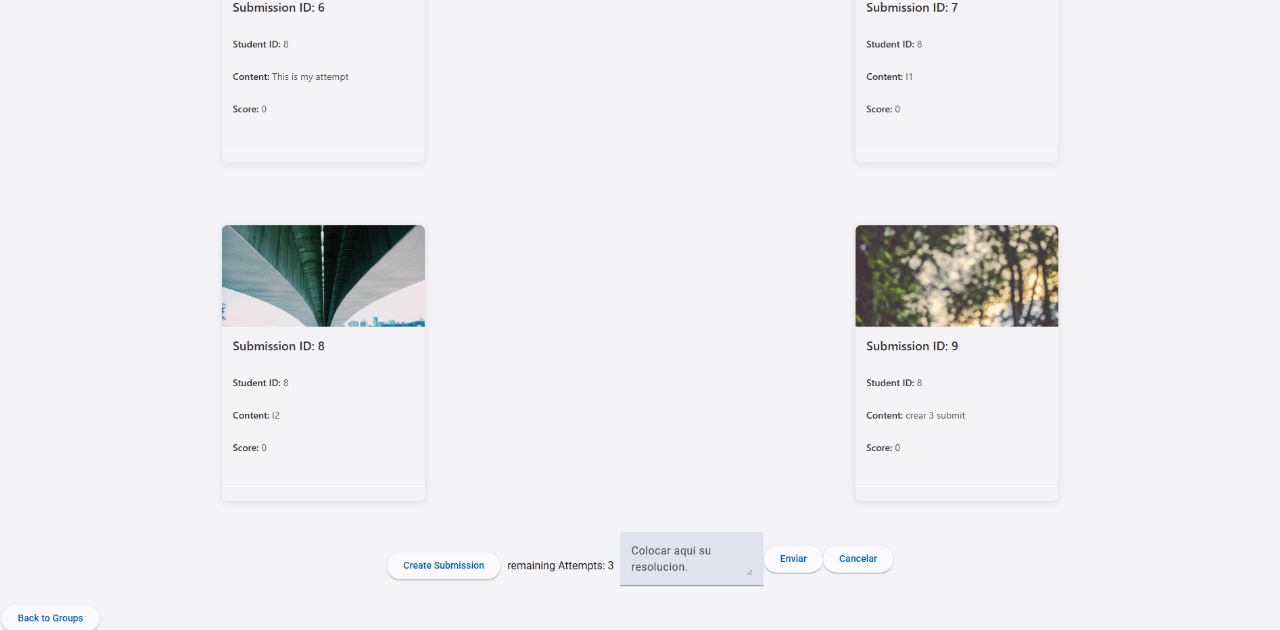 Submission ID: 6
Student ID: 8
Content: This is my attempt
Score: 0
Submission ID: 7
Student ID: 8
Content: l1
Score: 0
Submission ID: 8
Student ID: 8
Content: l2
Score: 0
Submission ID: 9
Student ID: 8
Content: crear 3 submit
Score: 0
Create Submission
remaining Attempts: 3
Colocar aqui su
resolucion.
Enviar
Cancelar
Back to Groups